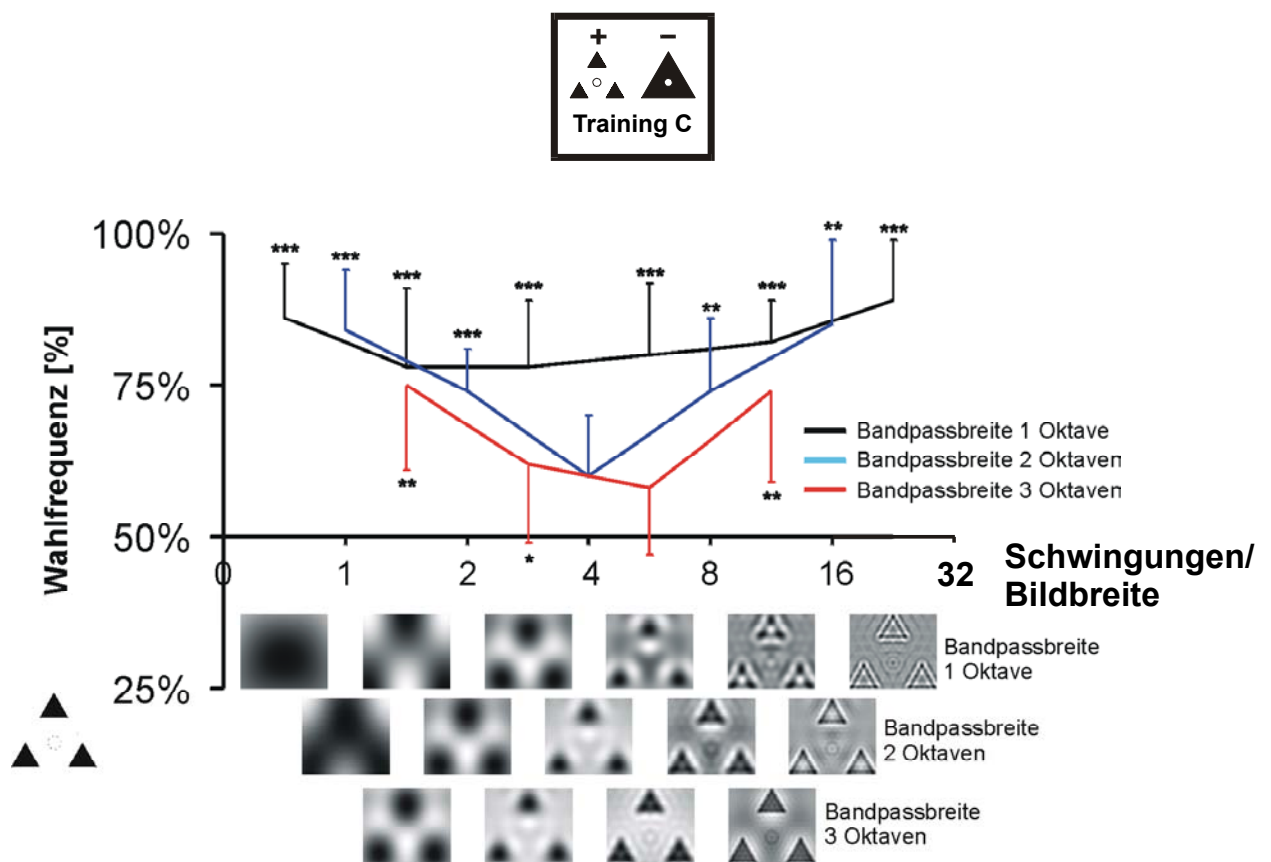 + −
Training C
100%
75%
50%
25%
Wahlfrequenz [%]
*** *** *** *** *** *** ** *** ** ***
** * **
Bandpassbreite 1 Oktave
Bandpassbreite 2 Oktaven
Bandpassbreite 3 Oktaven
0 1 2 4 8 16 32
Schwingungen/
Bildbreite
Bandpassbreite
1 Oktave
Bandpassbreite
2 Oktaven
Bandpassbreite
3 Oktaven